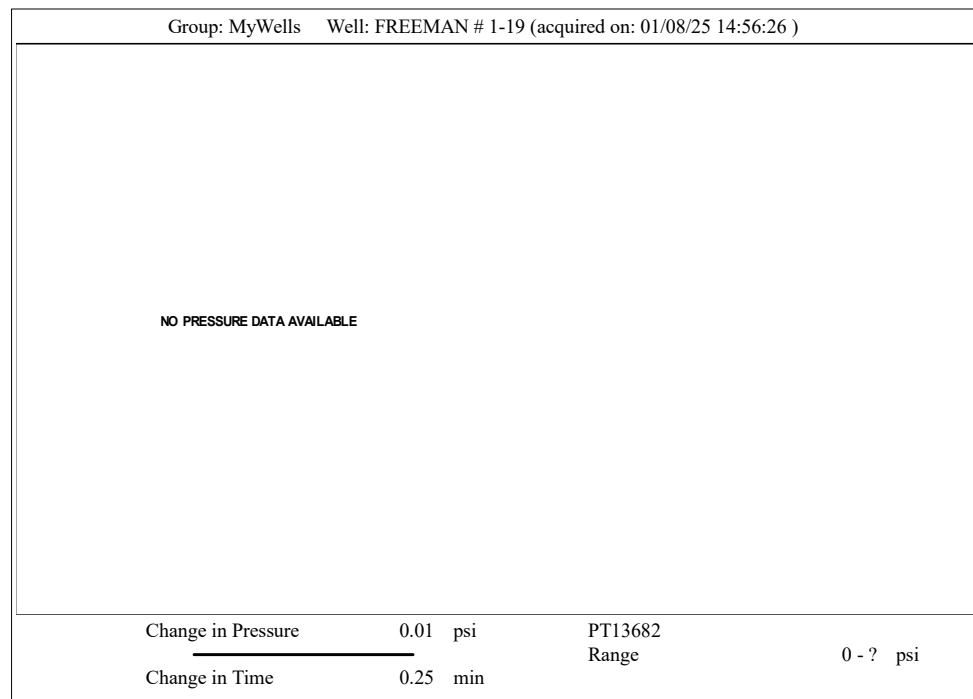 Group: MyWells Well: FREEMAN # 1-19 (acquired on: 01/08/25 14:56:26 )
NO PRESSURE DATA AVAILABLE
Change in Pressure 0.01 psi PT13682
Range 0 - ? psi
Change in Time 0.25 min